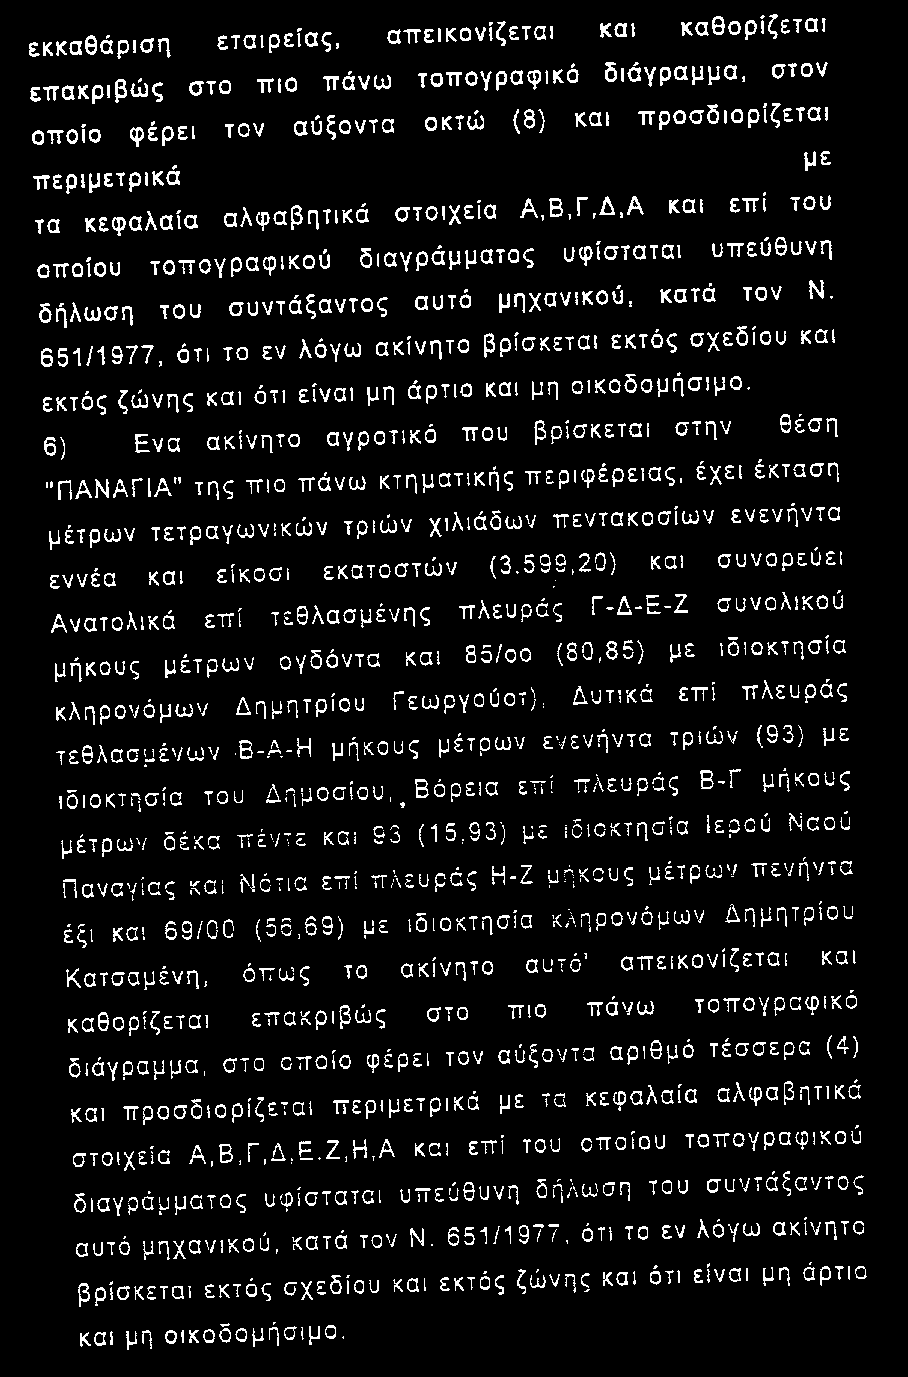 εκκαθάριση εταιρείας, απεικονίζεται και καθορίζεται
επακριβώς στο πιο πάνω τοπογραφικό διάγραμμα, στον
οποίο φέρει τον αύξοντα οκτώ (8) και προσδιορίζεται
περιμετρικά με
τα κεφαλαία αλφαβητικά στοιχεία Α,Β,Γ,Δ,Α και επί του
οποίου τοπογραφικού διαγράμματος υφίσταται υπεύθυνη
δήλωση του συντάξαντος αυτό μηχανικού, κατά τον Ν.
651/1977, ότι το εν λόγω ακίνητο βρίσκεται εκτός σχεδίου και
εκτός ζώνης και ότι είναι μη άρτιο και μη οικοδομήσιμο.
6) Ενα ακίνητο αγροτικό που βρίσκεται στην θέση
"ΠΑΝΑΓΙΑ" της πιο πάνω κτηματικής περιφέρειας, έχει έκταση
μέτρων τετραγωνικών τριών χιλιάδων πεντακοσίων ενενήντα
εννέα και είκοσι εκατοστών (3.599,20) και συνορεύει
Ανατολικά επί τεθλασμένης πλευράς Γ-Δ-Ε-Ζ συνολικού
μήκους μέτρων ογδόντα και 85/οο (80,85) με ιδιοκτησία
κληρονόμων Δημητρίου Γεωργούστ), Δυτικά επί πλευράς
τεθλασμένων Β-Α-Η μήκους μέτρων ενενήντα τριών (93) με
ιδιοκτησία του Δημοσίου, Βόρεια επί πλευράς Β-Γ μήκους
μέτρων δέκα πέντε και 93 (15,93) με ιδιοκτησία Ιερού Ναού
Παναγίας και Νότια επί πλευράς Η-Ζ μήκους μέτρων πενήντα
έξι και 69/00 (56,69) με ιδιοκτησία κληρονόμων Δημητρίου
Κατσαμένη, όπως το ακίνητο αυτό' απεικονίζεται και
καθορίζεται επακριβώς στο πιο πάνω τοπογραφικό
διάγραμμα, στο οποίο φέρει τον αύξοντα αριθμό τέσσερα (4)
και προσδιορίζεται περιμετρικά με τα κεφαλαία αλφαβητικά
στοιχεία Α,Β,Γ,Δ,Ε.Ζ,Η,Α και επί του οποίου τοπογραφικού
διαγράμματος υφίσταται υπεύθυνη δήλωση του συντάξαντος
αυτό μηχανικού, κατά τον Ν. 651/1977, ότι το εν λόγω ακίνητο
βρίσκεται εκτός σχεδίου και εκτός ζώνης και ότι είναι μη άρτιο
και μη οικοδομήσιμο.